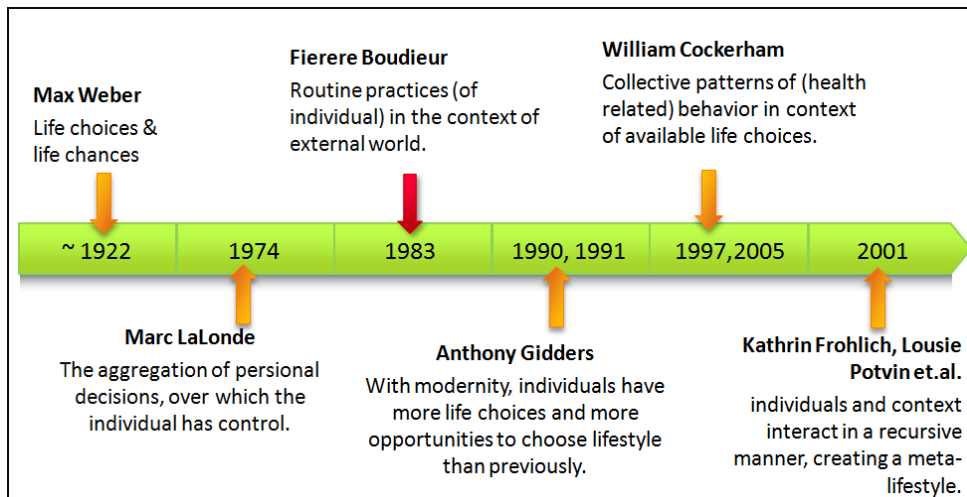 Max Weber
Life choices &
life chances
Fierere Boudieur
Routine practices (of
individual) in the context of
external world.
William Cockerham
Collective patterns of (health
related) behavior in context
of available life choices.
~ 1922
1974
1983
1990, 1991
1997,2005
2001
Marc LaLonde
The aggregation of persional
decisions, over which the
individual has control.
Anthony Gidders
With modernity, individuals have
more life choices and more
opportunities to choose lifestyle
than previously.
Kathrin Frohlich, Lousie
Potvin et.al.
individuals and context
interact in a recursive
manner, creating a meta-
lifestyle.